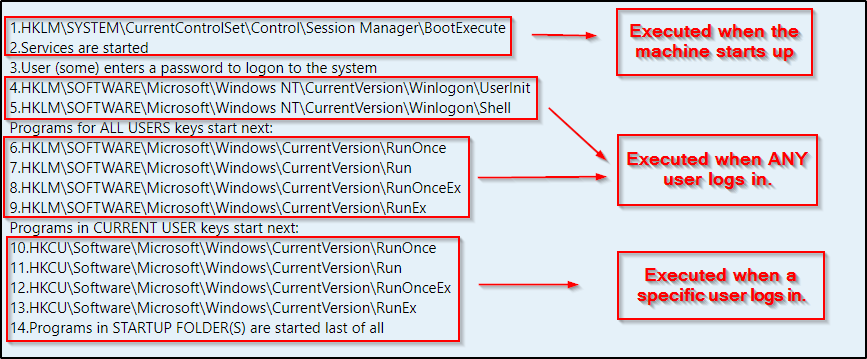 1.HKLM\SYSTEM\CurrentControlSet\Control\Session Manager\BootExecute
2.Services are started
3.User (some) enters a password to logon to the system
4.HKLM\SOFTWARE\Microsoft\Windows NT\CurrentVersion\Winlogon\UserInit
5.HKLM\SOFTWARE\Microsoft\Windows NT\CurrentVersion\Winlogon\Shell
Programs for ALL USERS keys start next:
6.HKLM\SOFTWARE\Microsoft\Windows\CurrentVersion\RunOnce
7.HKLM\SOFTWARE\Microsoft\Windows\CurrentVersion\Run
8.HKLM\SOFTWARE\Microsoft\Windows\CurrentVersion\RunOnceEx
9.HKLM\SOFTWARE\Microsoft\Windows\CurrentVersion\RunEx
Programs in CURRENT USER keys start next:
10.HKCU\Software\Microsoft\Windows\CurrentVersion\RunOnce
11.HKCU\Software\Microsoft\Windows\CurrentVersion\Run
12.HKCU\Software\Microsoft\Windows\CurrentVersion\RunOnceEx
13.HKCU\Software\Microsoft\Windows\CurrentVersion\RunEx
14.Programs in STARTUP FOLDER(S) are started last of all
Executed when the
machine starts up
Executed when ANY
user logs in.
Executed when a
specific user logs in.